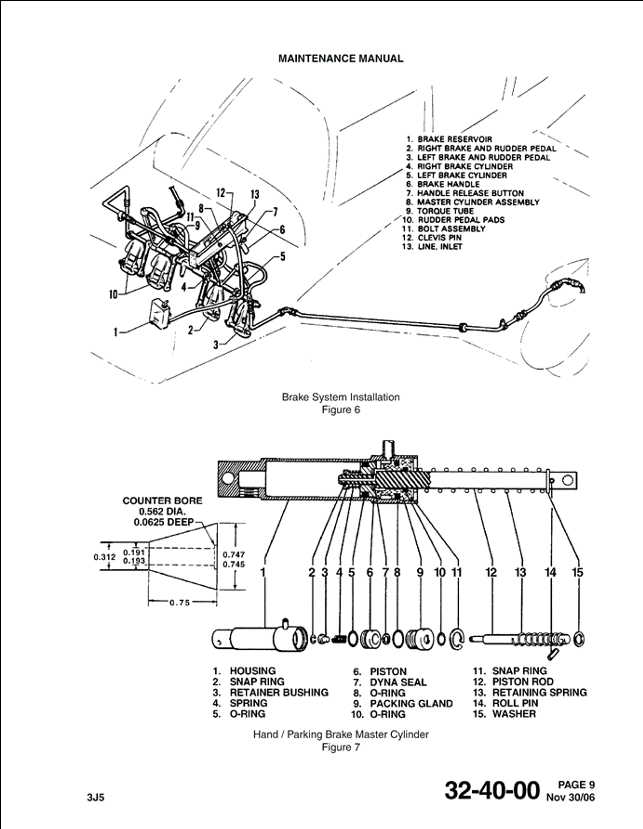 MAINTENANCE MANUAL
1. BRAKE RESERVOIR
2. RIGHT BRAKE AND RUDDER PEDAL
3. LEFT BRAKE AND RUDDER PEDAL
4. RIGHT BRAKE CYLINDER
5. LEFT BRAKE CYLINDER
6. BRAKE HANDLE
7. HANDLE RELEASE BUTTON
8. MASTER CYLINDER ASSEMBLY
9. TORQUE TUBE
10. RUDDER PEDAL PADS
11. BOLT ASSEMBLY
12. CLEVIS PIN
13. LINE, INLET
12
13
8
7
11
9
6
5
10
4
1
2
3
Brake System Installation
Figure 6
COUNTER BORE
0.562 DIA.
0.0625 DEEP
0.312
0.191
0.193
0.747
0.745
0.75
1 2 3 4 5 6 7 8 9 10 11 12 13 14 15
1. HOUSING
2. SNAP RING
3. RETAINER BUSHING
4. SPRING
5. O-RING
6. PISTON
7. DYNA SEAL
8. O-RING
9. PACKING GLAND
10. O-RING
11. SNAP RING
12. PISTON ROD
13. RETAINING SPRING
14. ROLL PIN
15. WASHER
Hand / Parking Brake Master Cylinder
Figure 7
3J5
32-40-00
PAGE 9
Nov 30/06